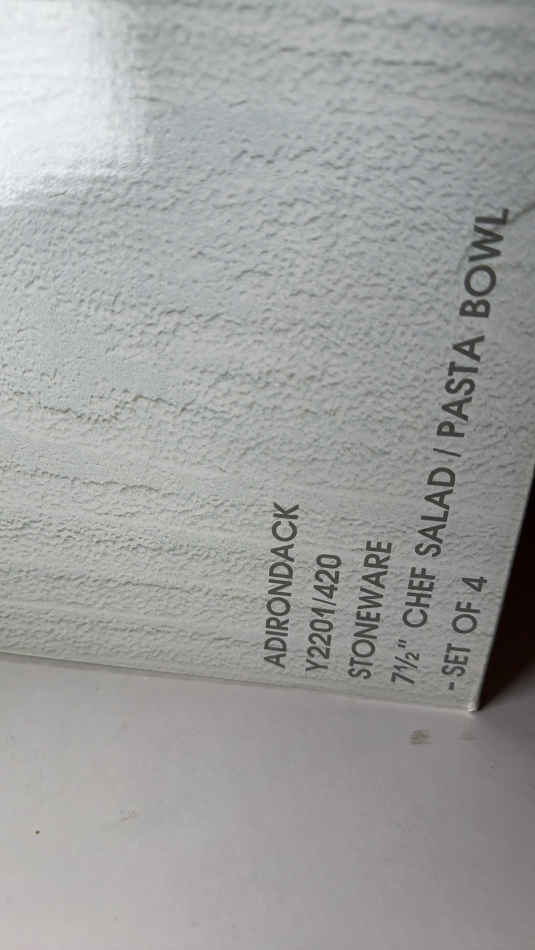 ADIRONDACK
Y2201/420
STONEWARE
7½" CHEF SALAD / PASTA BOWL
- SET OF 4